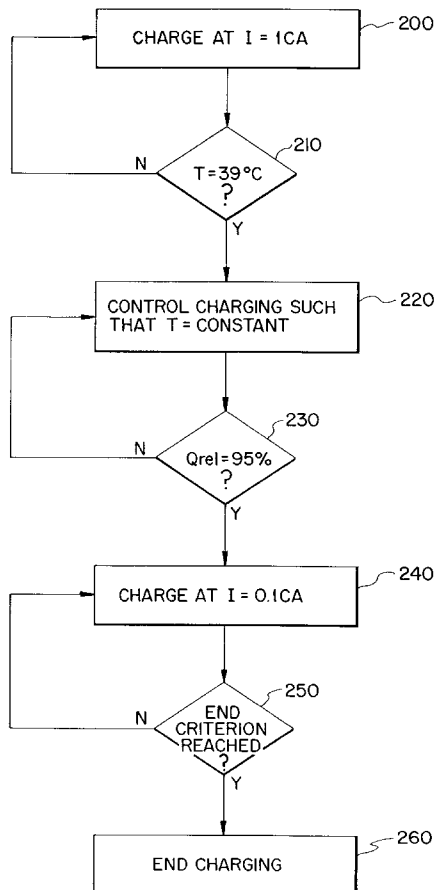 CHARGE AT I = 1CA
200
210
T=39°C
?
N
Y
CONTROL CHARGING SUCH
THAT T= CONSTANT
220
230
Qrel=95%
?
N
Y
CHARGE AT I = 0.1CA
240
250
END
CRITERION
REACHED
?
N
Y
END CHARGING
260